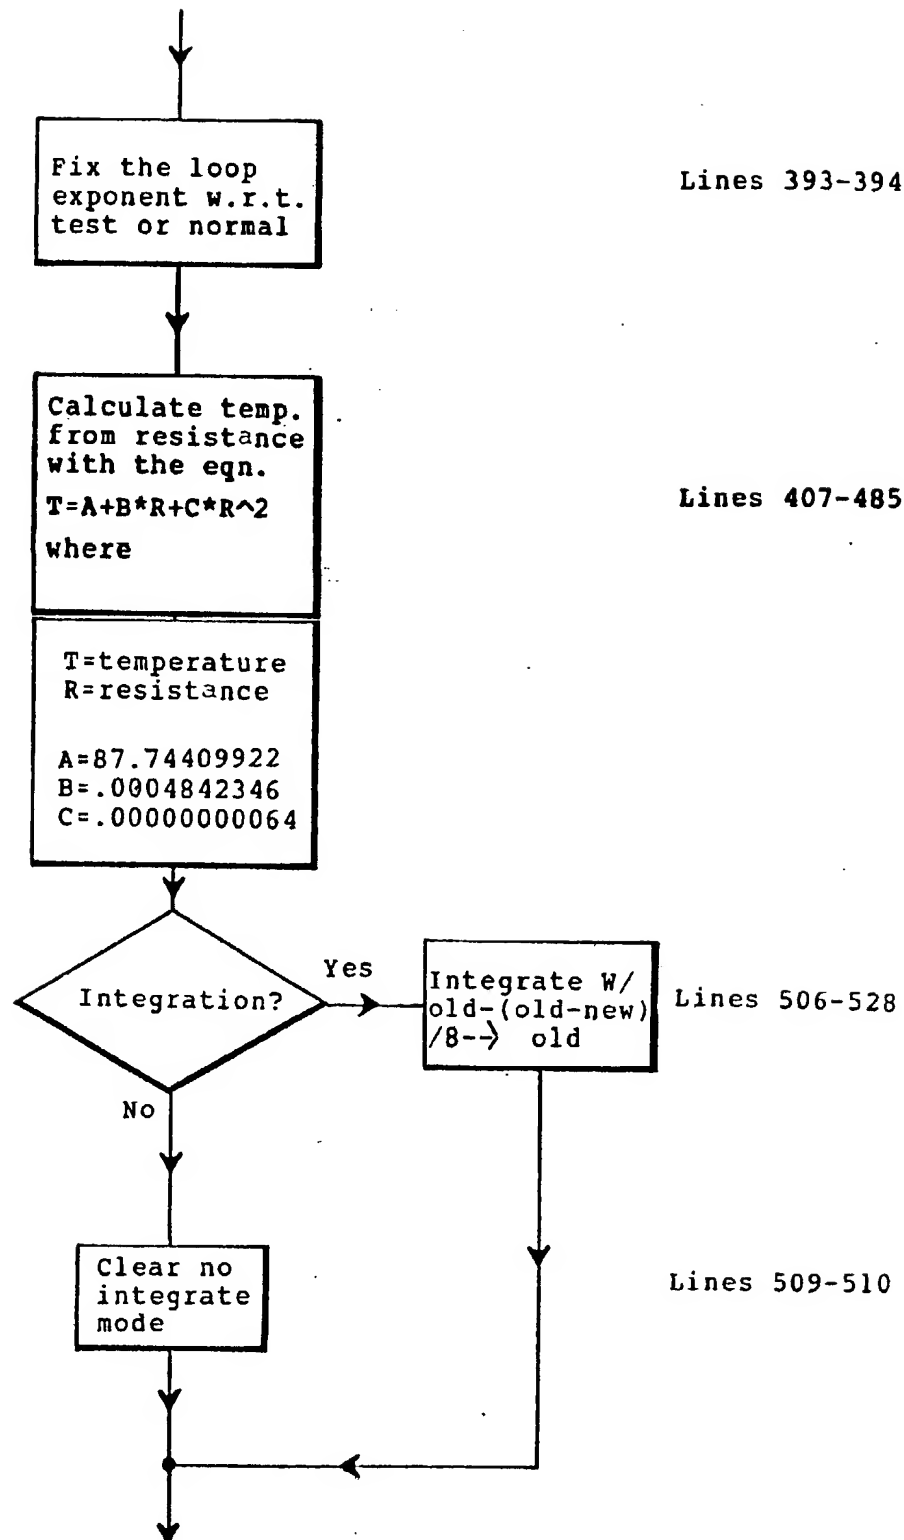 Fix the loop
exponent w.r.t.
test or normal
Lines 393-394
Calculate temp.
from resistance
with the eqn.
T=A+B*R+C*R^2
where
Lines 407-485
T=temperature
R=resistance
A=87.74409922
B=.0004842346
C=.00000000064
Integration?
Yes
Integrate W/
old-(old-new)
/8--> old
Lines 506-528
No
Clear no
integrate
mode
Lines 509-510